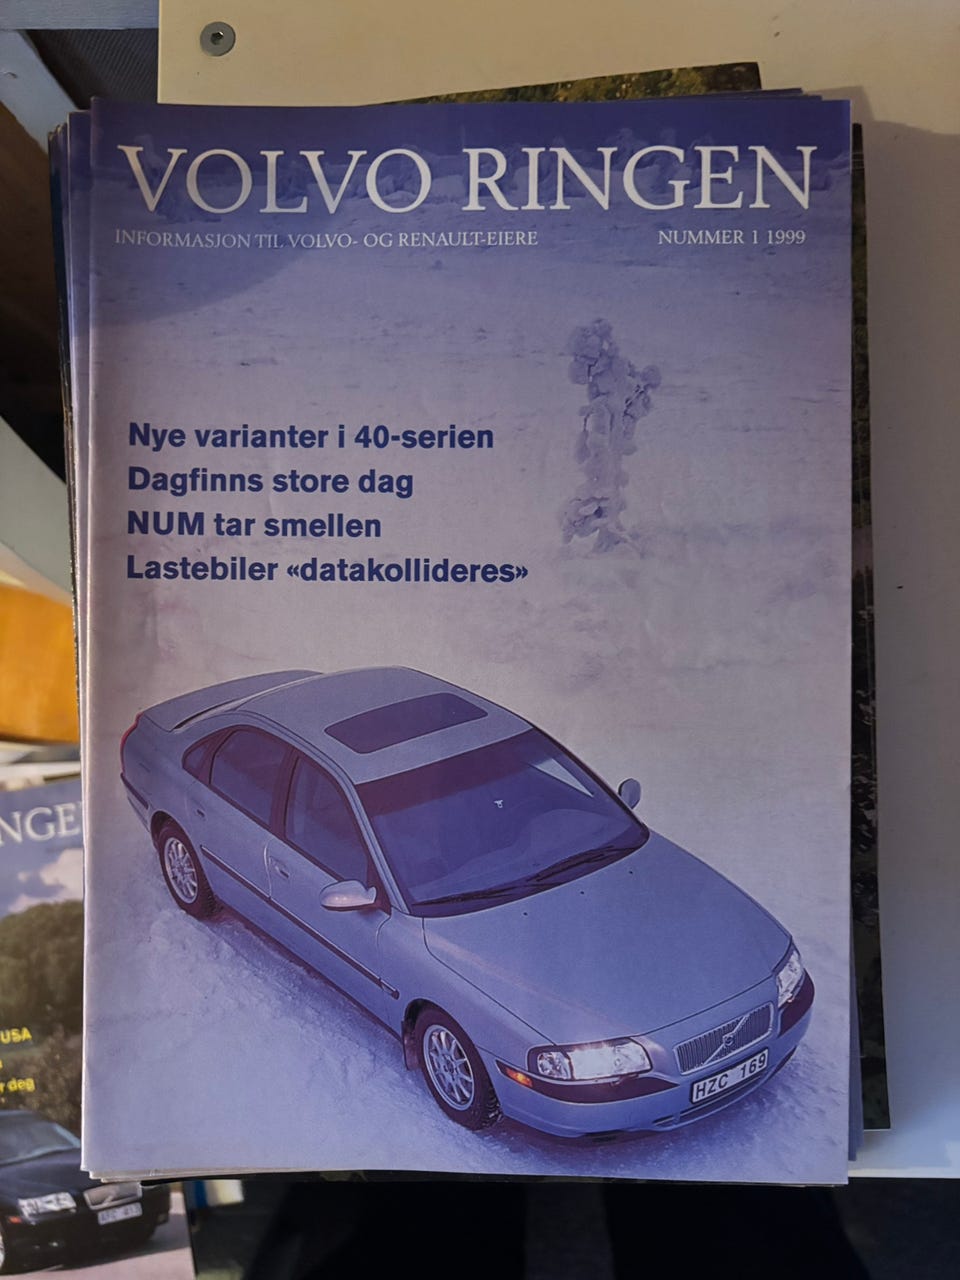 VOLVO RINGEN
INFORMASJON TIL VOLVO- OG RENAULT-EIERE
NUMMER 1 1999
Nye varianter i 40-serien
Dagfinns store dag
NUM tar smellen
Lastebiler «datakollideres»
HZC 169
NGE
USA
r deg